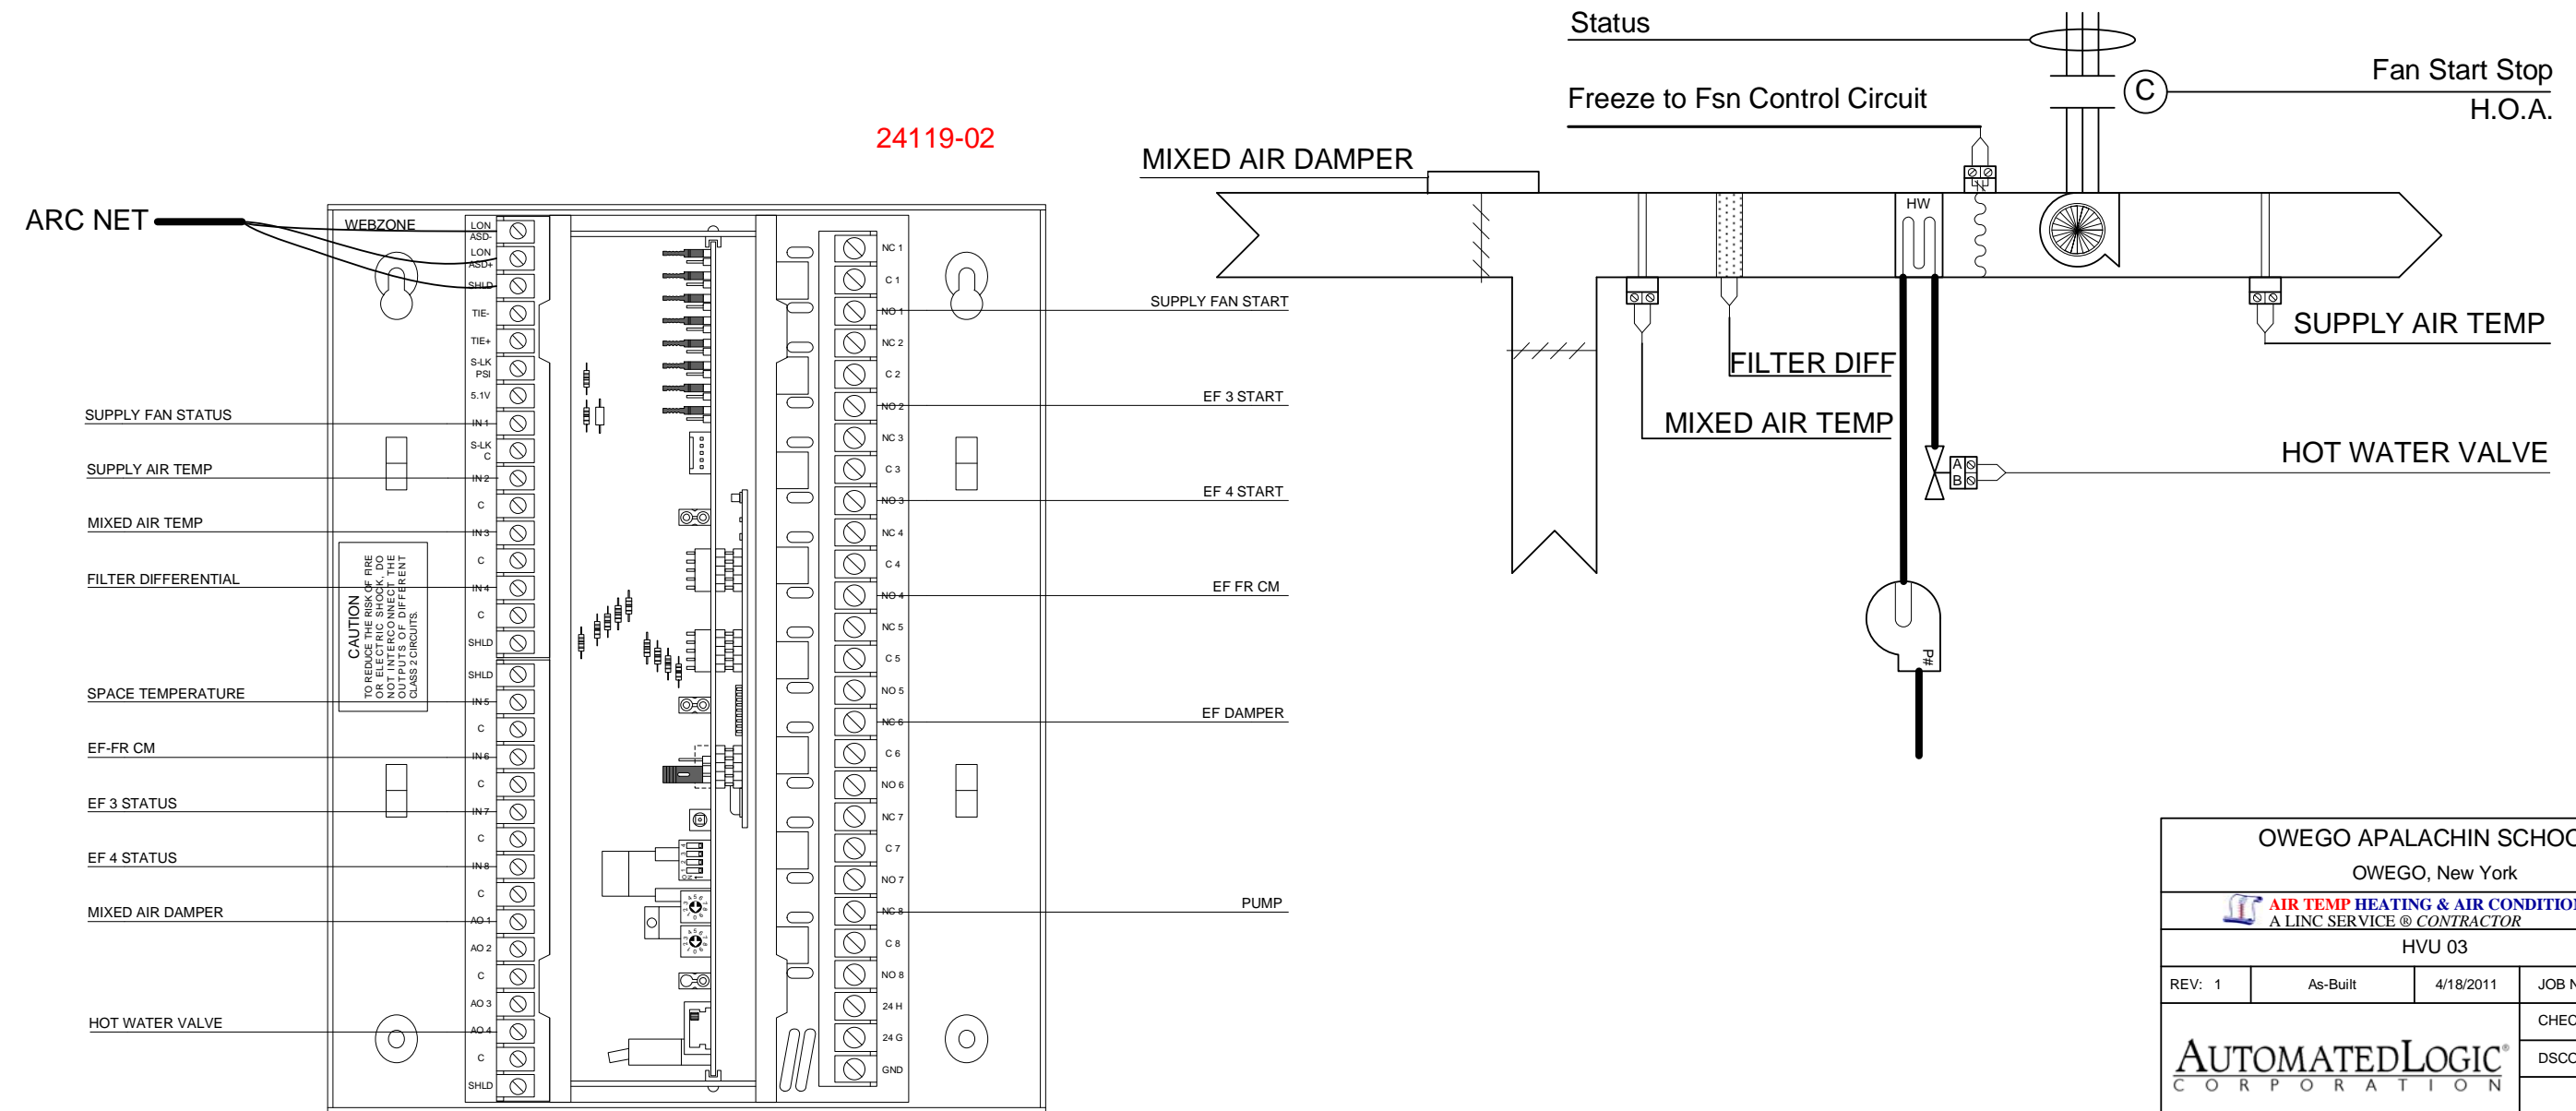 Status
Fan Start Stop
C
H.O.A.
Freeze to Fsn Control Circuit
24119-02
MIXED AIR DAMPER
HW
SUPPLY AIR TEMP
FILTER DIFF
MIXED AIR TEMP
HOT WATER VALVE
A
B
P#
ARC NET
WEBZONE
LON
ASD-
LON
ASD+
SHLD
TIE-
TIE+
S-LK
PSI
5.1V
SUPPLY FAN STATUS
IN 1
S-LK
C
SUPPLY AIR TEMP
IN 2
C
MIXED AIR TEMP
IN 3
C
FILTER DIFFERENTIAL
IN 4
C
SHLD
SHLD
SPACE TEMPERATURE
IN 5
C
EF-FR CM
IN 6
C
EF 3 STATUS
IN 7
C
EF 4 STATUS
IN 8
C
MIXED AIR DAMPER
AO 1
AO 2
C
AO 3
HOT WATER VALVE
AO 4
C
SHLD
CAUTION
TO REDUCE THE RISK OF FIRE
OR ELECTRIC SHOCK, DO
NOT INTERCONNECT THE
OUTPUTS OF DIFFERENT
CLASS 2 CIRCUITS.
NC 1
C 1
NO 1
SUPPLY FAN START
NC 2
C 2
NO 2
EF 3 START
NC 3
C 3
NO 3
EF 4 START
NC 4
C 4
NO 4
EF FR CM
NC 5
C 5
NO 5
NC 6
EF DAMPER
C 6
NO 6
NC 7
C 7
NO 7
NC 8
PUMP
C 8
NO 8
24 H
24 G
GND
OWEGO APALACHIN SCHOO
OWEGO, New York
AIR TEMP HEATING & AIR CONDITION
A LINC SERVICE ® CONTRACTOR
HVU 03
REV: 1
As-Built
4/18/2011
JOB N
CHEC
DSCO
AUTOMATEDLOGIC®
CORPORATION